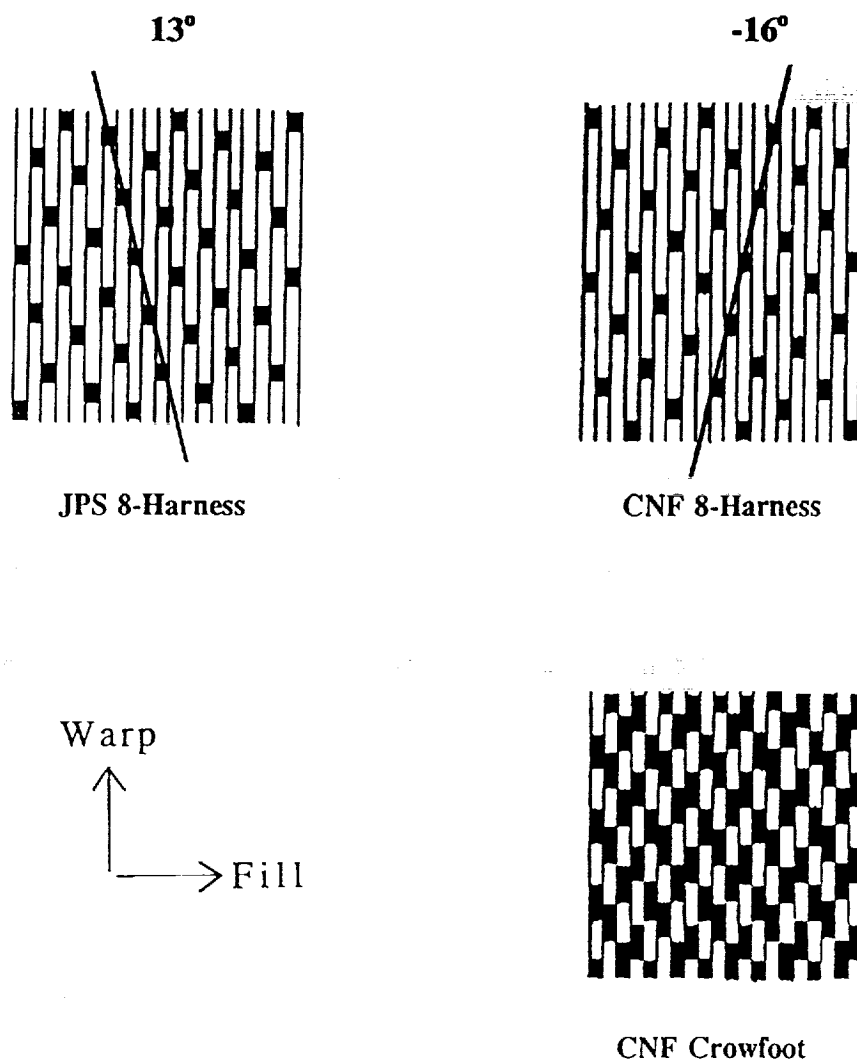 13°
-16°
JPS 8-Harness
CNF 8-Harness
Warp
Fill
CNF Crowfoot